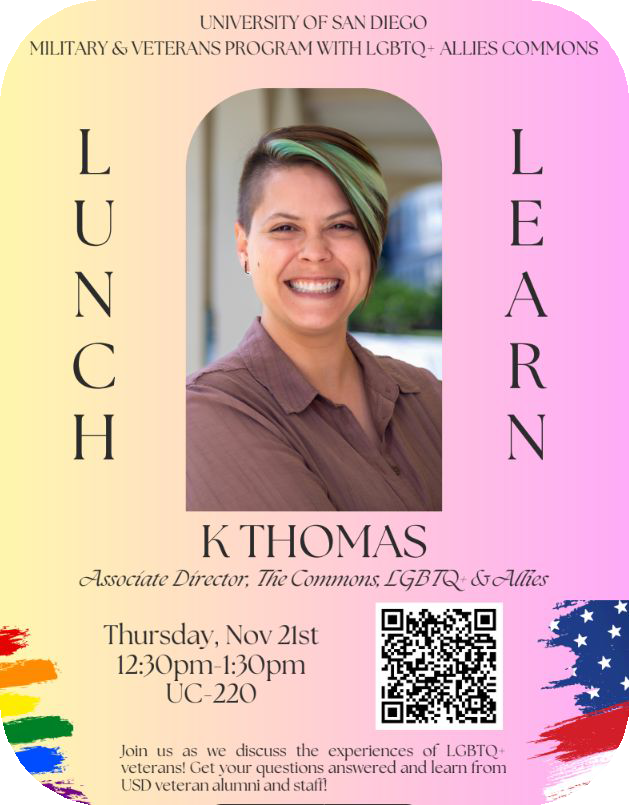 UNIVERSITY OF SAN DIEGO
MILITARY & VETERANS PROGRAM WITH LGBTQ+ ALLIES COMMONS
LUNCH
LEARN
K THOMAS
Associate Director, The Commons, LGBTQ+ & Allies
Thursday, Nov 21st
12:30pm-1:30pm
UC-220
Join us as we discuss the experiences of LGBTQ+
veterans! Get your questions answered and learn from
USD veteran alumni and staff!